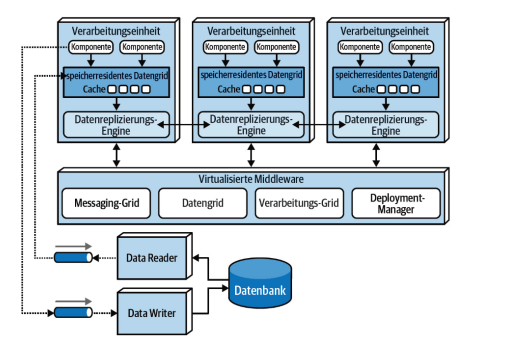 Verarbeitungseinheit
Komponente
Komponente
speicherresidentes Datengrid
Cache
Datenreplizierungs-
Engine
Verarbeitungseinheit
Komponente
Komponente
speicherresidentes Datengrid
Cache
Datenreplizierungs-
Engine
Verarbeitungseinheit
Komponente
Komponente
speicherresidentes Datengrid
Cache
Datenreplizierungs-
Engine
Virtualisierte Middleware
Messaging-Grid
Datengrid
Verarbeitungs-Grid
Deployment-
Manager
Data Reader
Datenbank
Data Writer